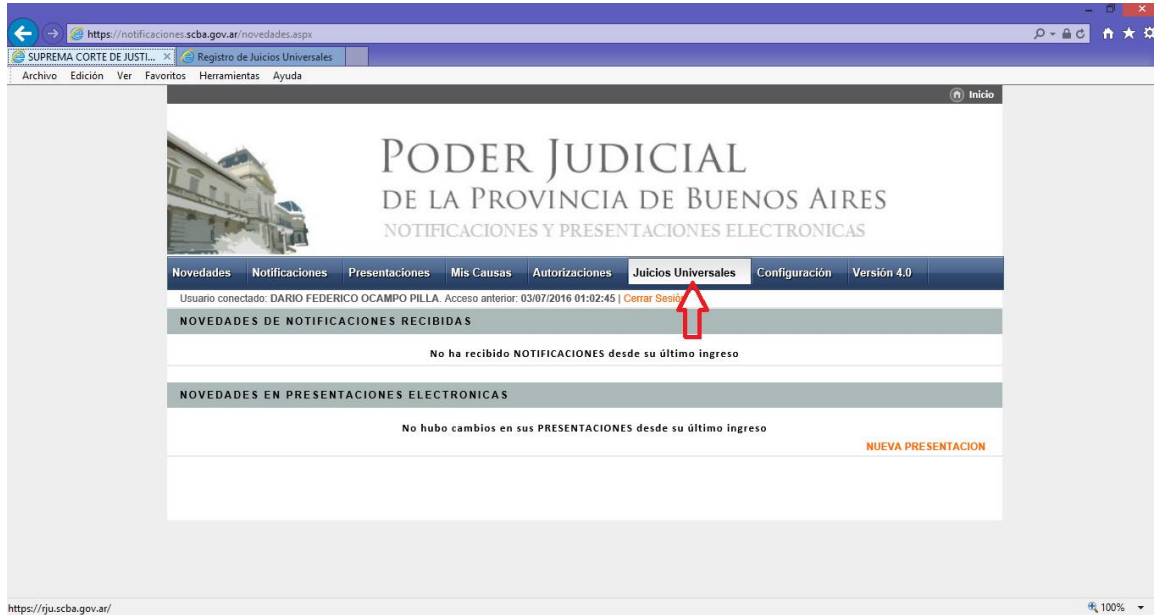 https://notificaciones.scba.gov.ar/novedades.aspx
SUPREMA CORTE DE JUSTI... Registro de Juicios Universales
Archivo Edición Ver Favoritos Herramientas Ayuda
Inicio
PODER JUDICIAL
DE LA PROVINCIA DE BUENOS AIRES
NOTIFICACIONES Y PRESENTACIONES ELECTRONICAS
Novedades Notificaciones Presentaciones Mis Causas Autorizaciones Juicios Universales Configuración Versión 4.0
Usuario conectado: DARIO FEDERICO OCAMPO PILLA. Acceso anterior: 03/07/2016 01:02:45 | Cerrar Sesión
NOVEDADES DE NOTIFICACIONES RECIBIDAS
No ha recibido NOTIFICACIONES desde su último ingreso
NOVEDADES EN PRESENTACIONES ELECTRONICAS
No hubo cambios en sus PRESENTACIONES desde su último ingreso
NUEVA PRESENTACION
https://rju.scba.gov.ar/ 100%